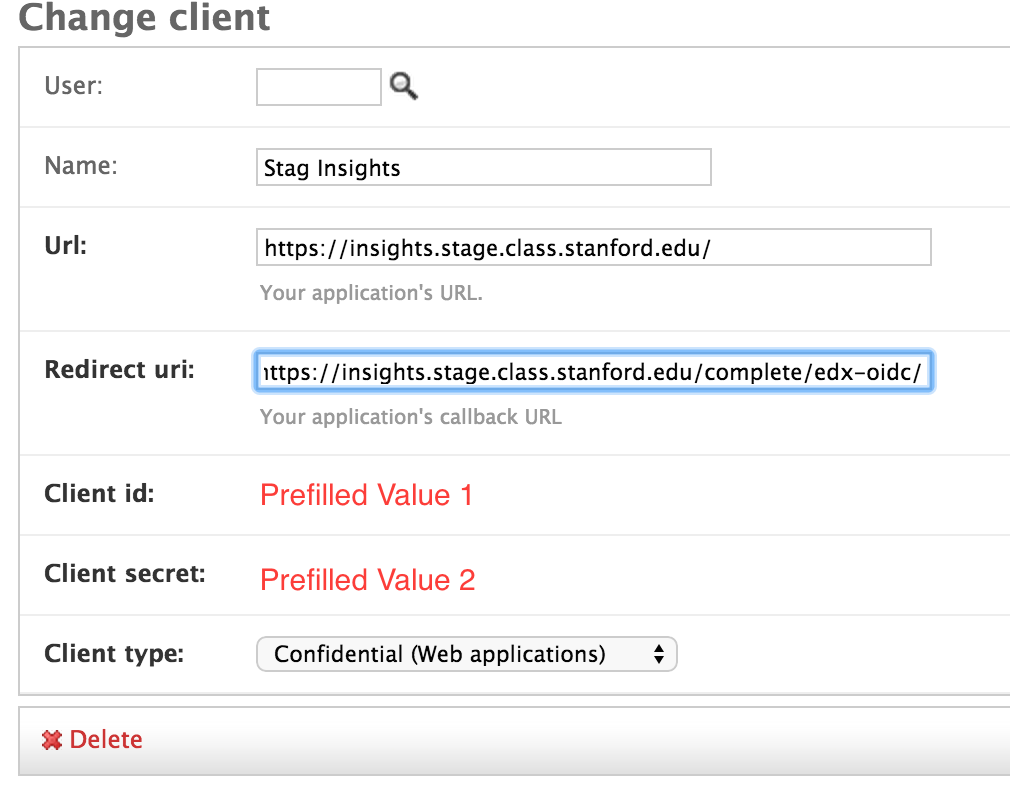 Change client
User:
Name: Stag Insights
Url: https://insights.stage.class.stanford.edu/
Your application's URL.
Redirect uri: ttps://insights.stage.class.stanford.edu/complete/edx-oidc/
Your application's callback URL
Client id: Prefilled Value 1
Client secret: Prefilled Value 2
Client type: Confidential (Web applications)
Delete